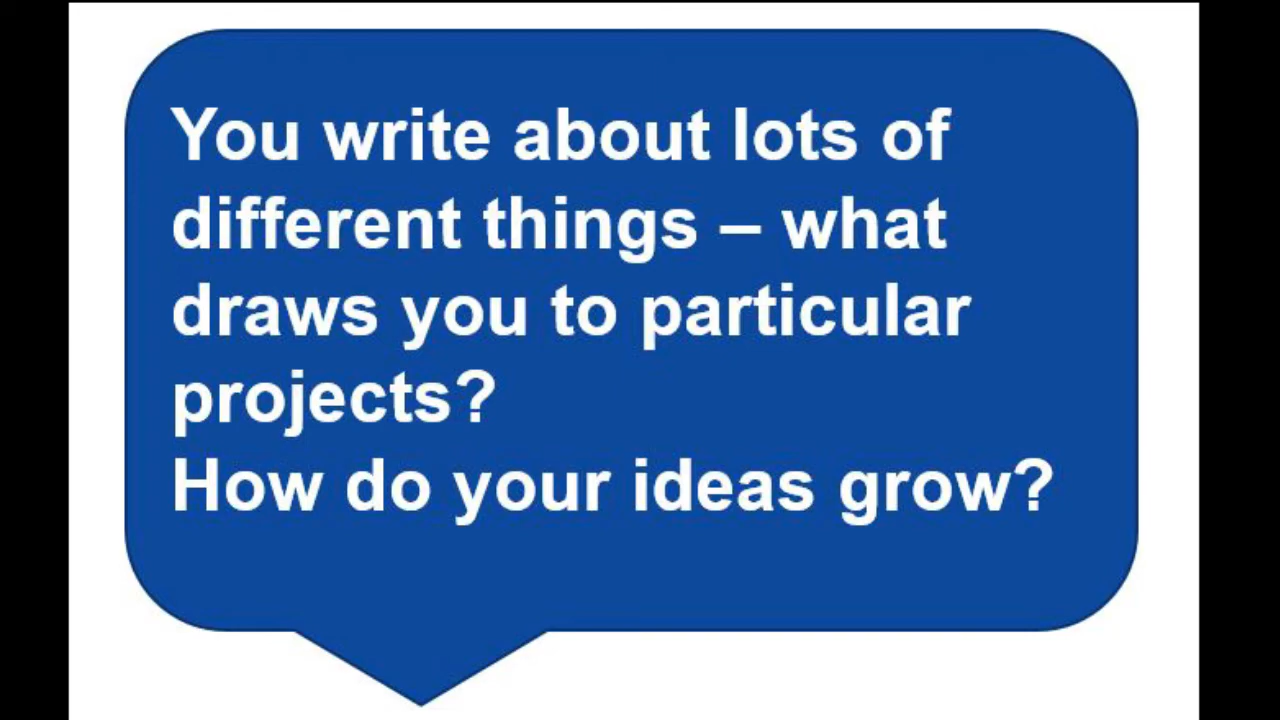 You write about lots of
different things – what
draws you to particular
projects?
How do your ideas grow?